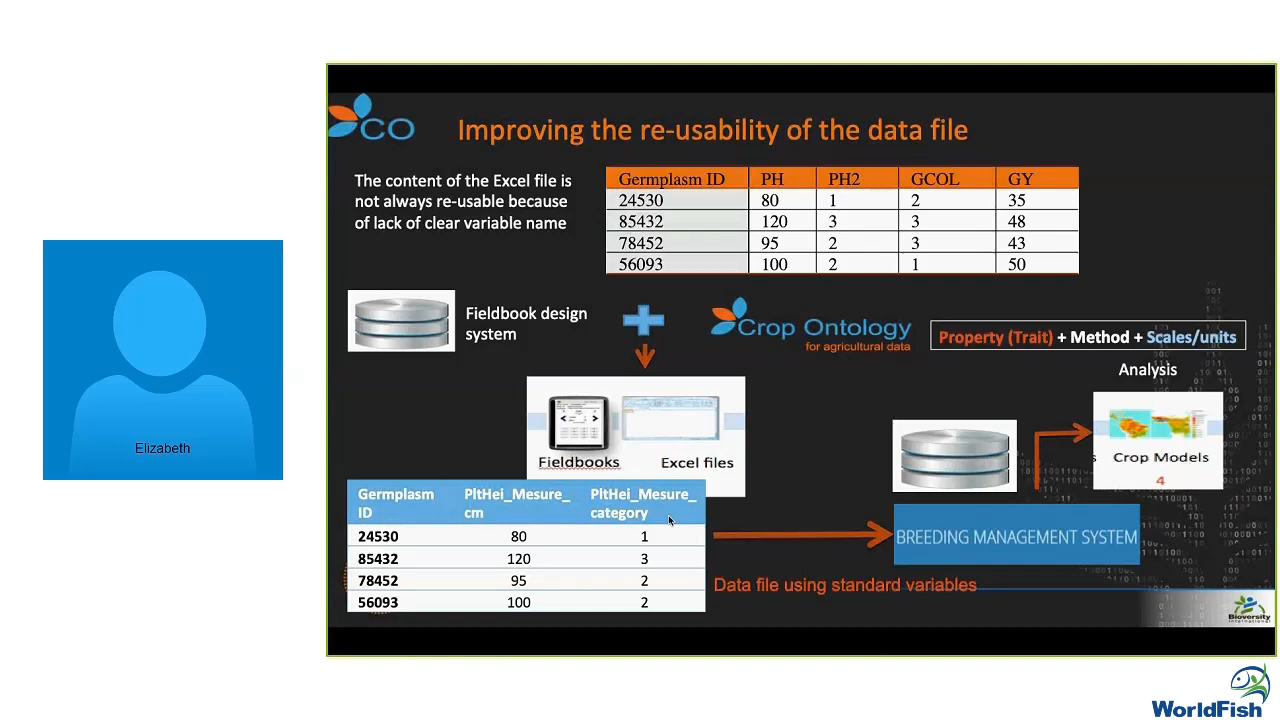 CO
Improving the re-usability of the data file
The content of the Excel file is
not always re-usable because
of lack of clear variable name
Germplasm ID PH PH2 GCOL GY
24530 80 1 2 35
85432 120 3 3 48
78452 95 2 3 43
56093 100 2 1 50
Fieldbook design
system
Crop Ontology
for agricultural data
Property (Trait) + Method + Scales/units
Analysis
Fieldbooks Excel files
s Crop Models
4
Elizabeth
Germplasm PltHei_Mesure_ PltHei_Mesure_
ID cm category
24530 80 1
85432 120 3
78452 95 2
56093 100 2
BREEDING MANAGEMENT SYSTEM
Data file using standard variables
Bioversity
International
WorldFish